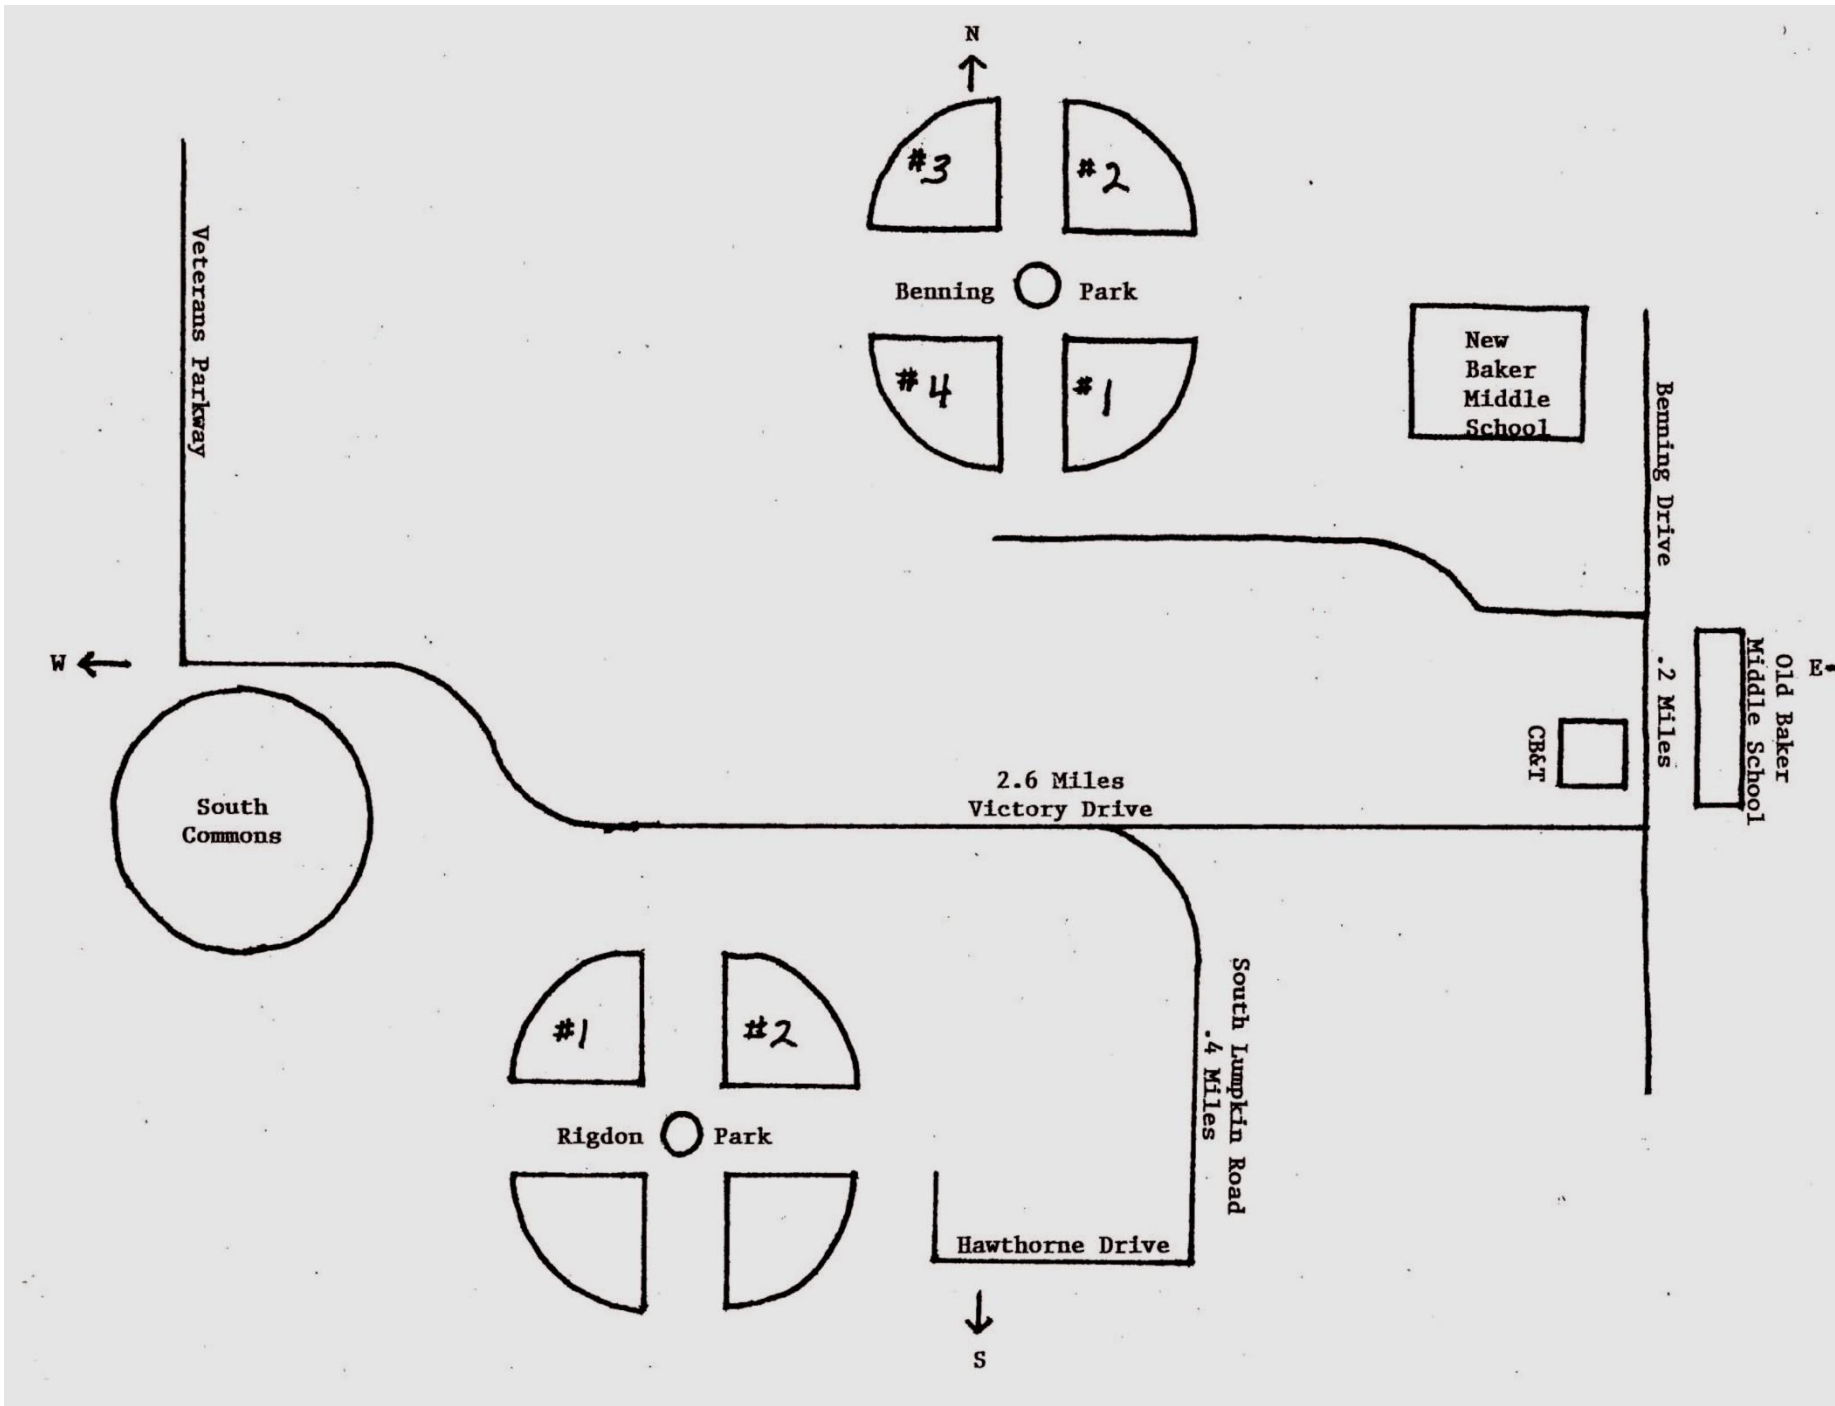 N
#3
#2
Benning Park
#4
#1
Veterans Parkway
New
Baker
Middle
School
Benning Drive
W
E
.2 Miles
Old Baker
Middle School
CB&T
2.6 Miles
Victory Drive
South
Commons
#1
#2
Rigdon Park
South Lumpkin Road
.4 Miles
Hawthorne Drive
S